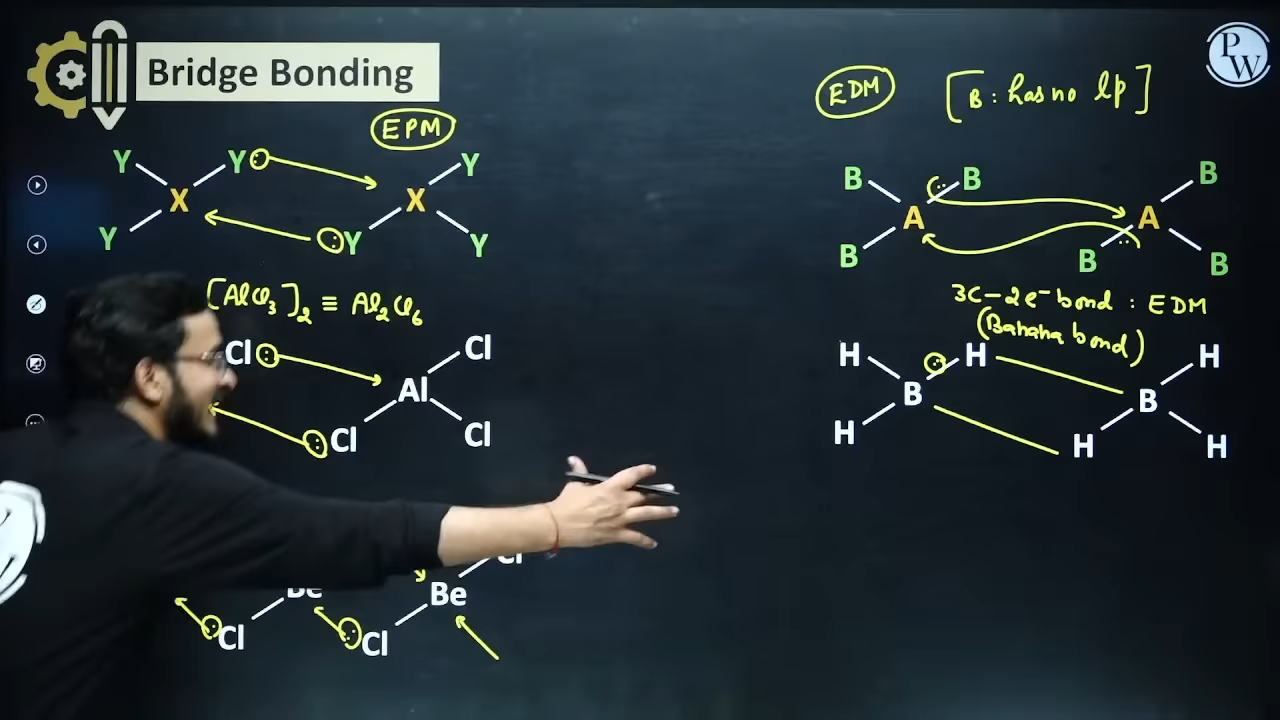 Bridge Bonding
PW
EPM
EDM
[B : has no lp]
Y Y Y
X X
Y Y Y
B B B
A A
B B B
[AlCl3]2 ≡ Al2Cl6
3C-2e- bond : EDM
(Banana bond)
Cl Cl
Al
Cl Cl
H H H
B B
H H H
Cl
Be Be
Cl Cl